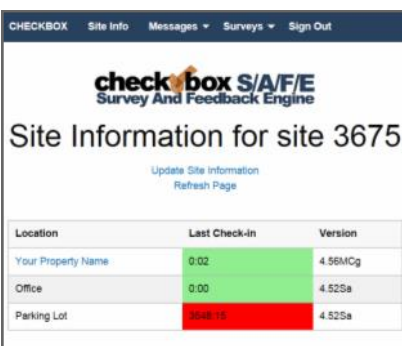 CHECKBOX Site Info Messages Surveys Sign Out
checkbox S/A/F/E
Survey And Feedback Engine
Site Information for site 3675
Update Site Information
Refresh Page
Location Last Check-in Version
Your Property Name 0:02 4.56MCg
Office 0:00 4.52Sa
Parking Lot 3648:15 4.52Sa